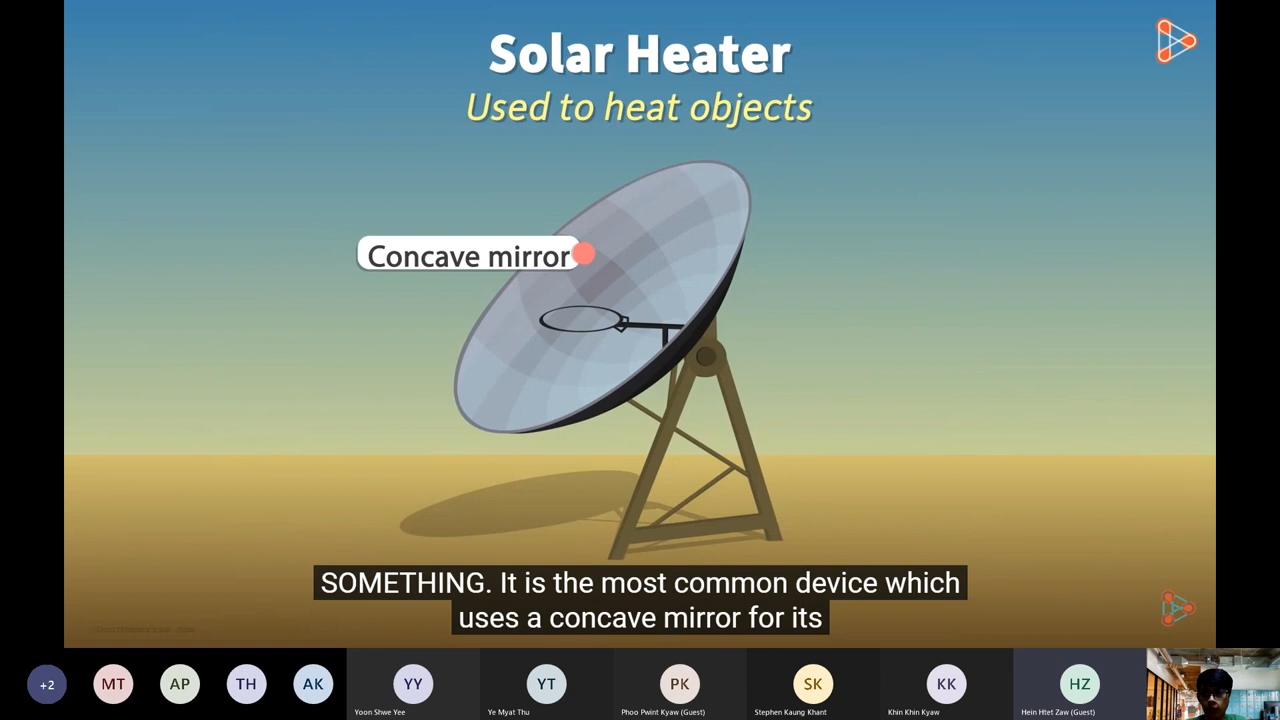 Solar Heater
Used to heat objects
Concave mirror
SOMETHING. It is the most common device which
uses a concave mirror for its
+2
MT
AP
TH
AK
YY
YT
PK
SK
KK
HZ
Yoon Shwe Yee
Ye Myat Thu
Phoo Pwint Kyaw (Guest)
Stephen Kaung Khant
Khin Khin Kyaw
Hein Htet Zaw (Guest)